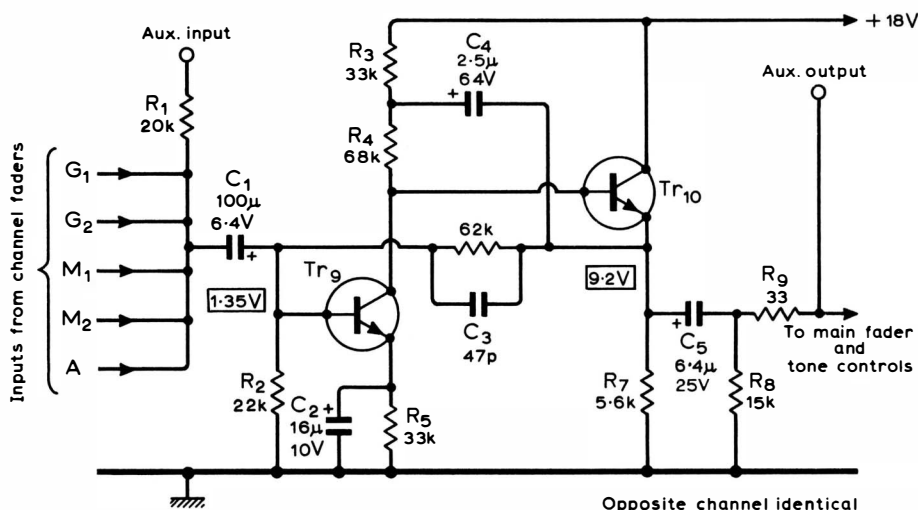 +18V
Aux. input
R3
33k
C4
2·5μ
64V
+
Aux. output
R1
20k
R4
68k
Inputs from channel faders
G1
G2
M1
M2
A
C1
100μ
6·4V
+
Tr10
62k
Tr9
1·35V
9·2V
C3
47p
R9
33
To main fader
and
tone controls
+
C5
6·4μ
25V
R2
22k
C2
+
16μ
10V
R5
33k
R7
5·6k
R8
15k
Opposite channel identical